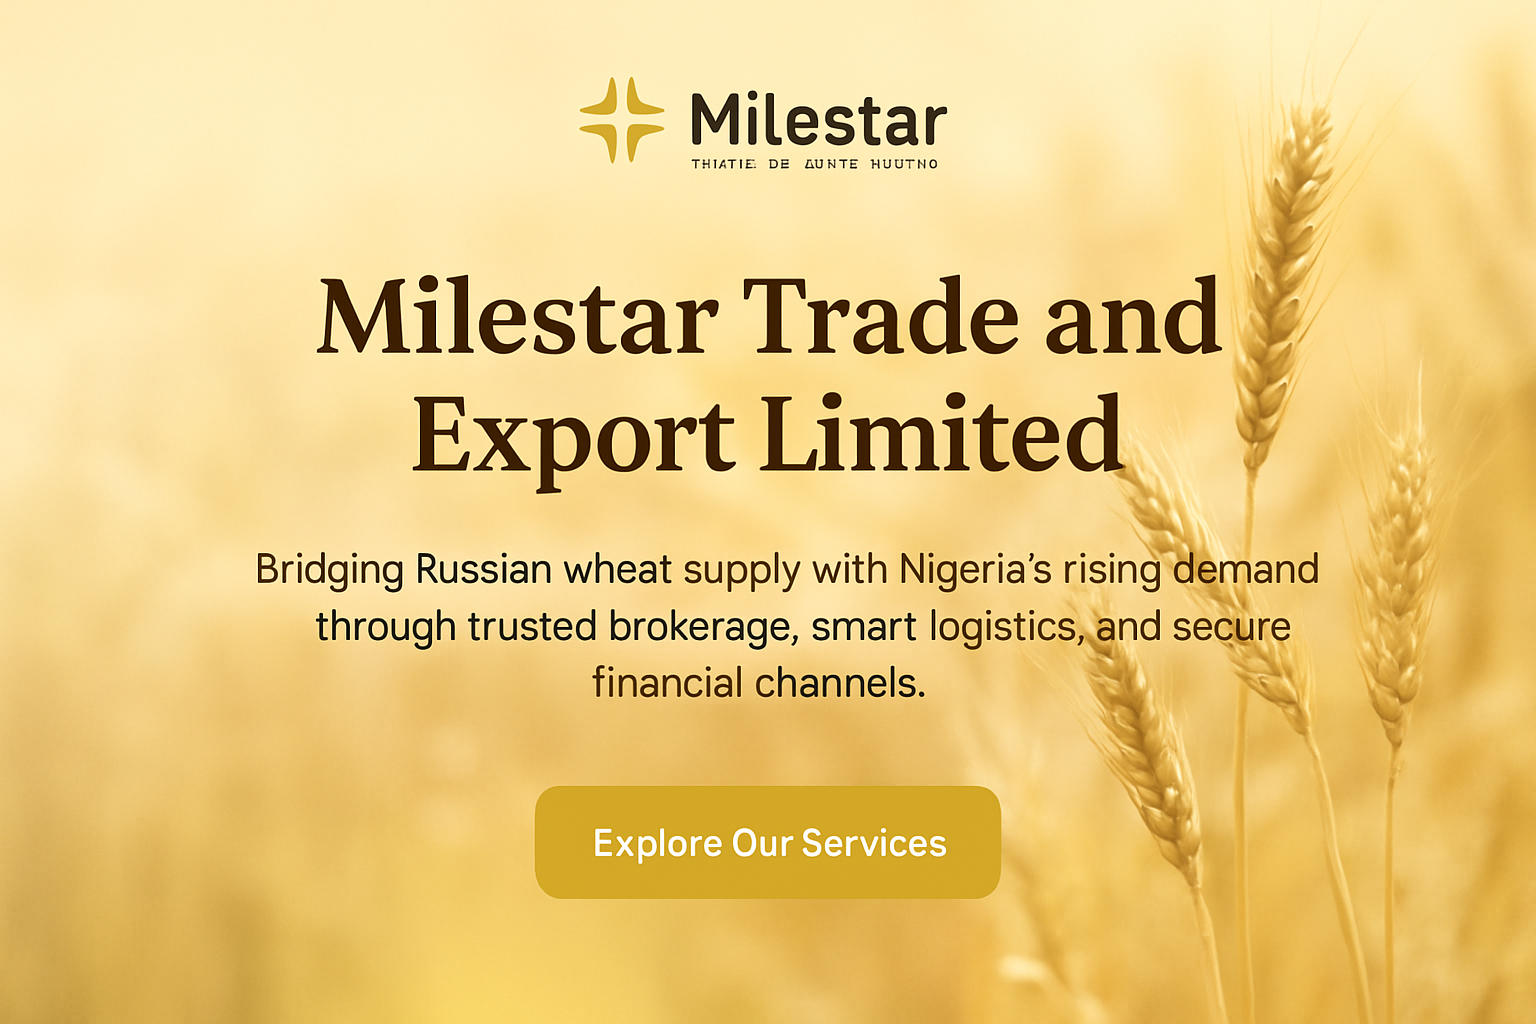 Milestar
THIATIE DE AUNTE HUUTNO
Milestar Trade and
Export Limited
Bridging Russian wheat supply with Nigeria’s rising demand
through trusted brokerage, smart logistics, and secure
financial channels.
Explore Our Services